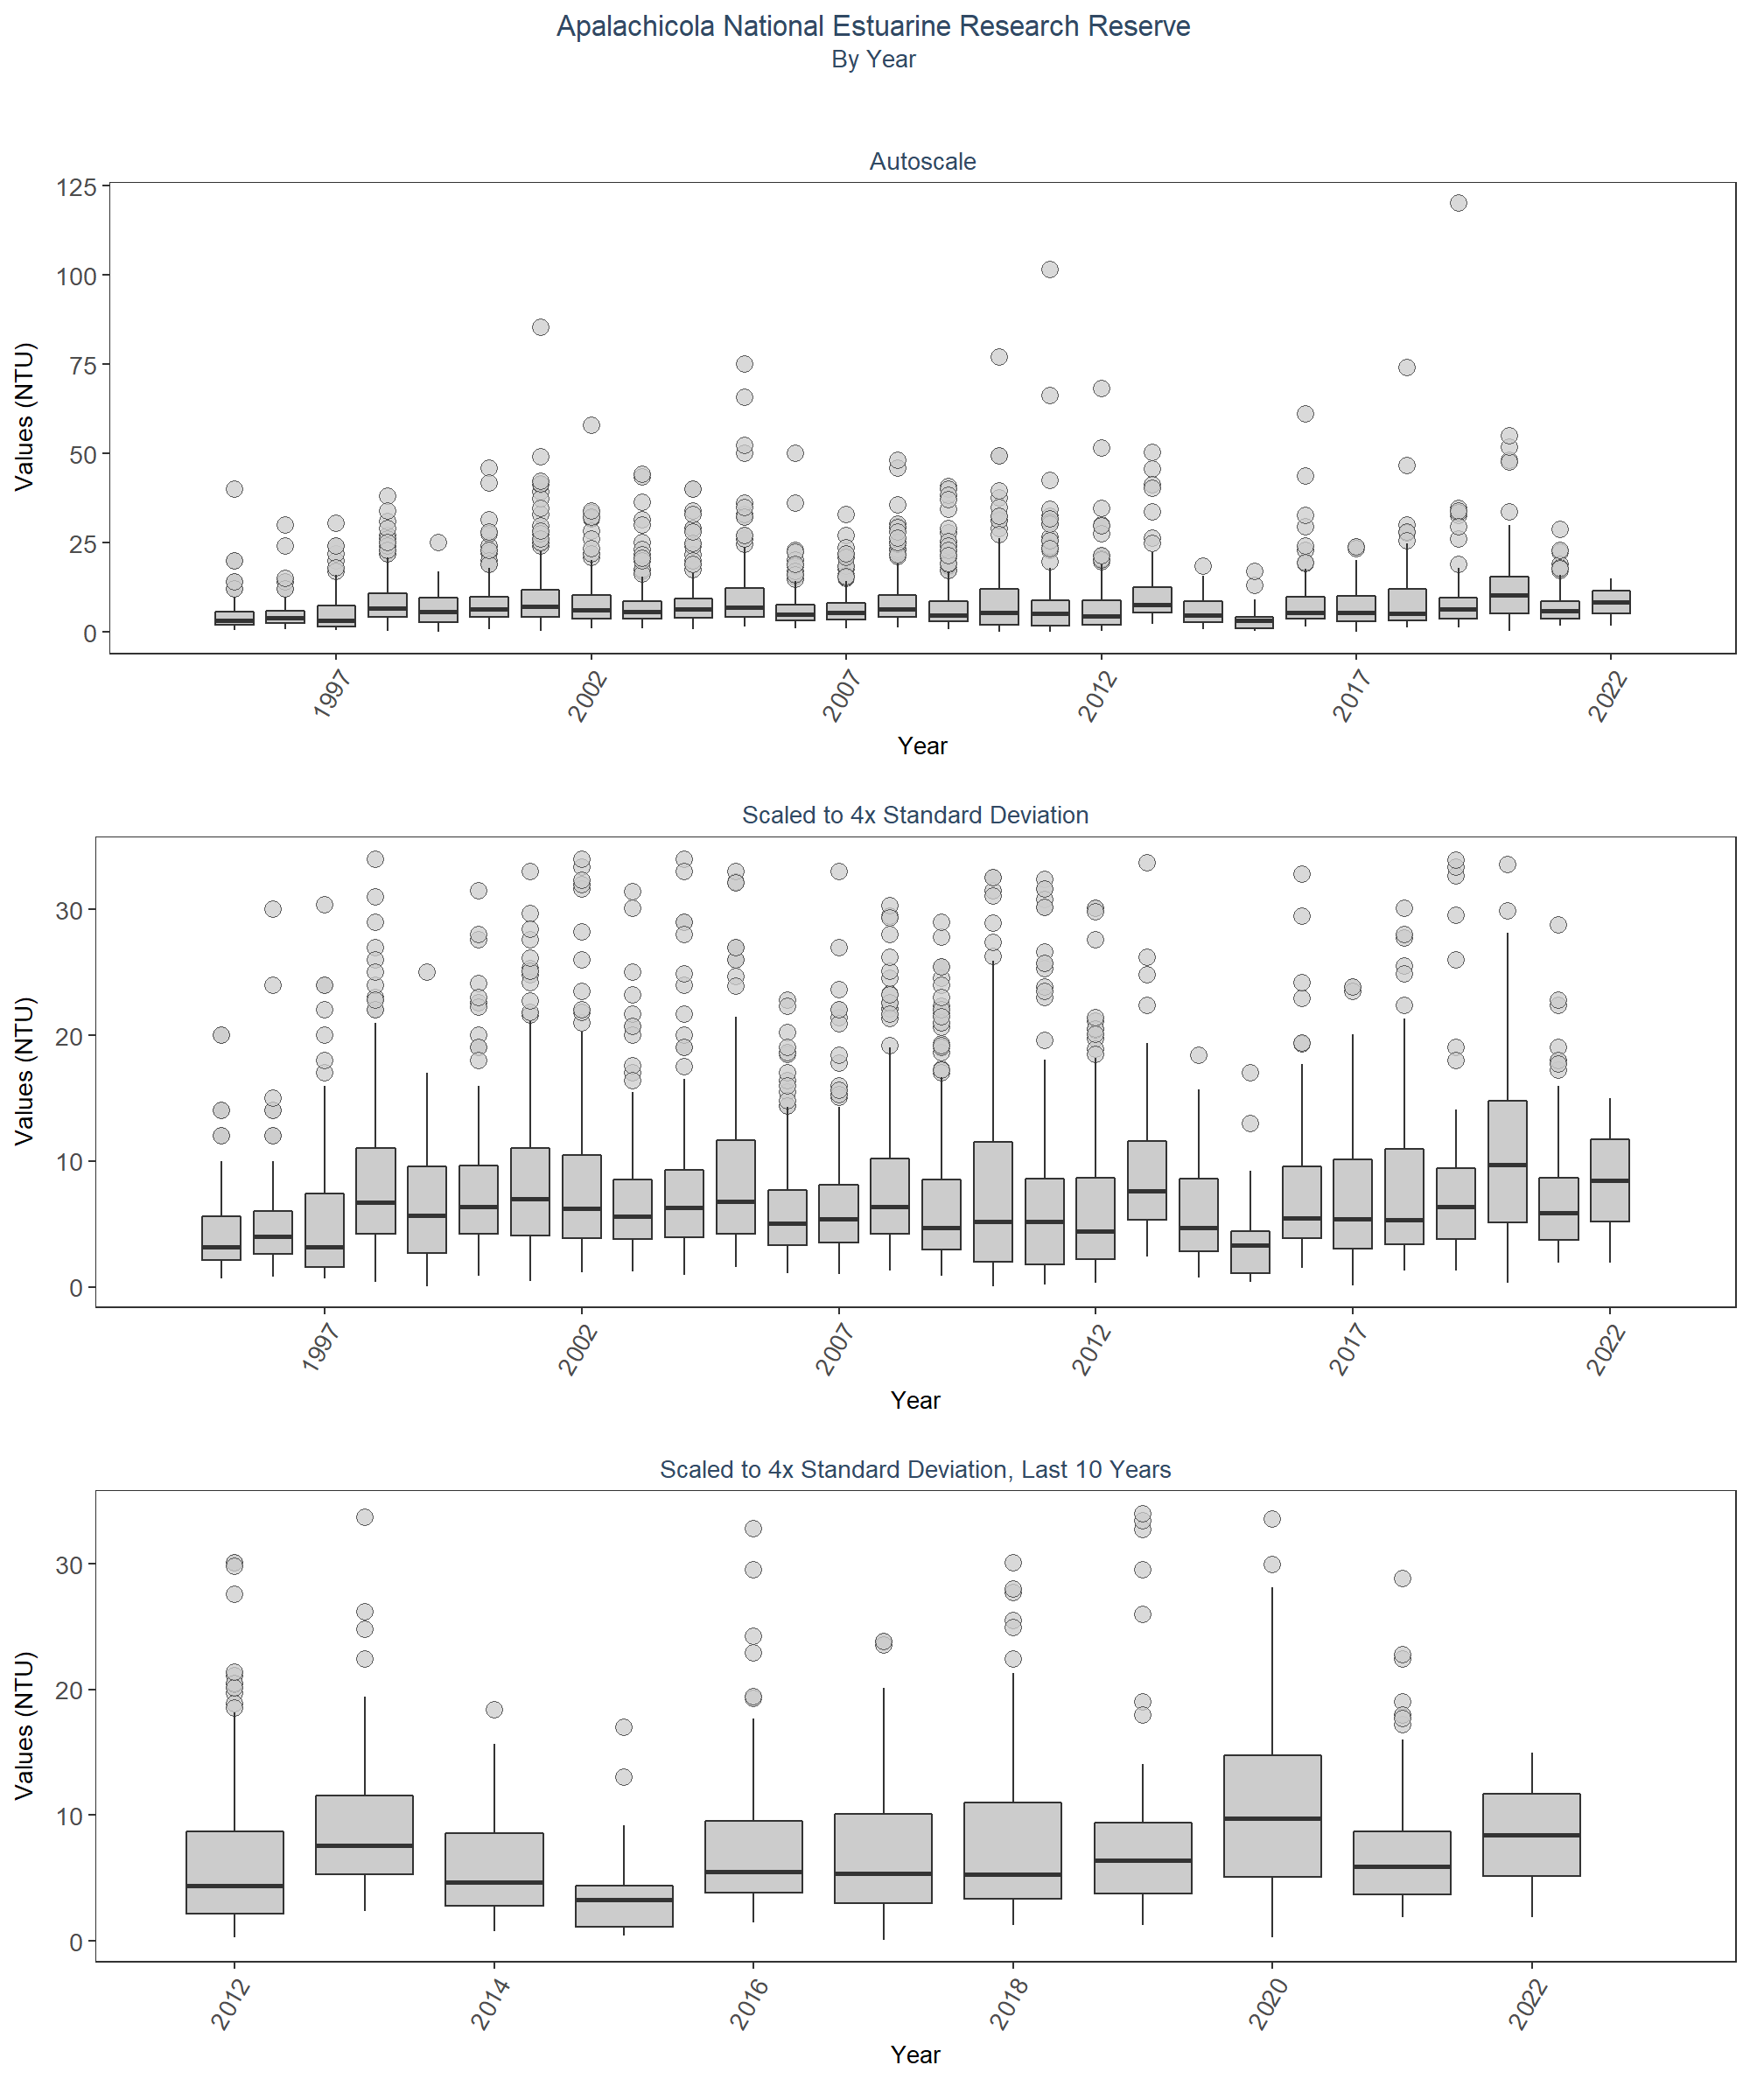 Apalachicola National Estuarine Research Reserve
By Year
Autoscale
Values (NTU)
125
100
75
50
25
0
1997
2002
2007
2012
2017
2022
Year
Scaled to 4x Standard Deviation
Values (NTU)
30
20
10
0
1997
2002
2007
2012
2017
2022
Year
Scaled to 4x Standard Deviation, Last 10 Years
Values (NTU)
30
20
10
0
2012
2014
2016
2018
2020
2022
Year